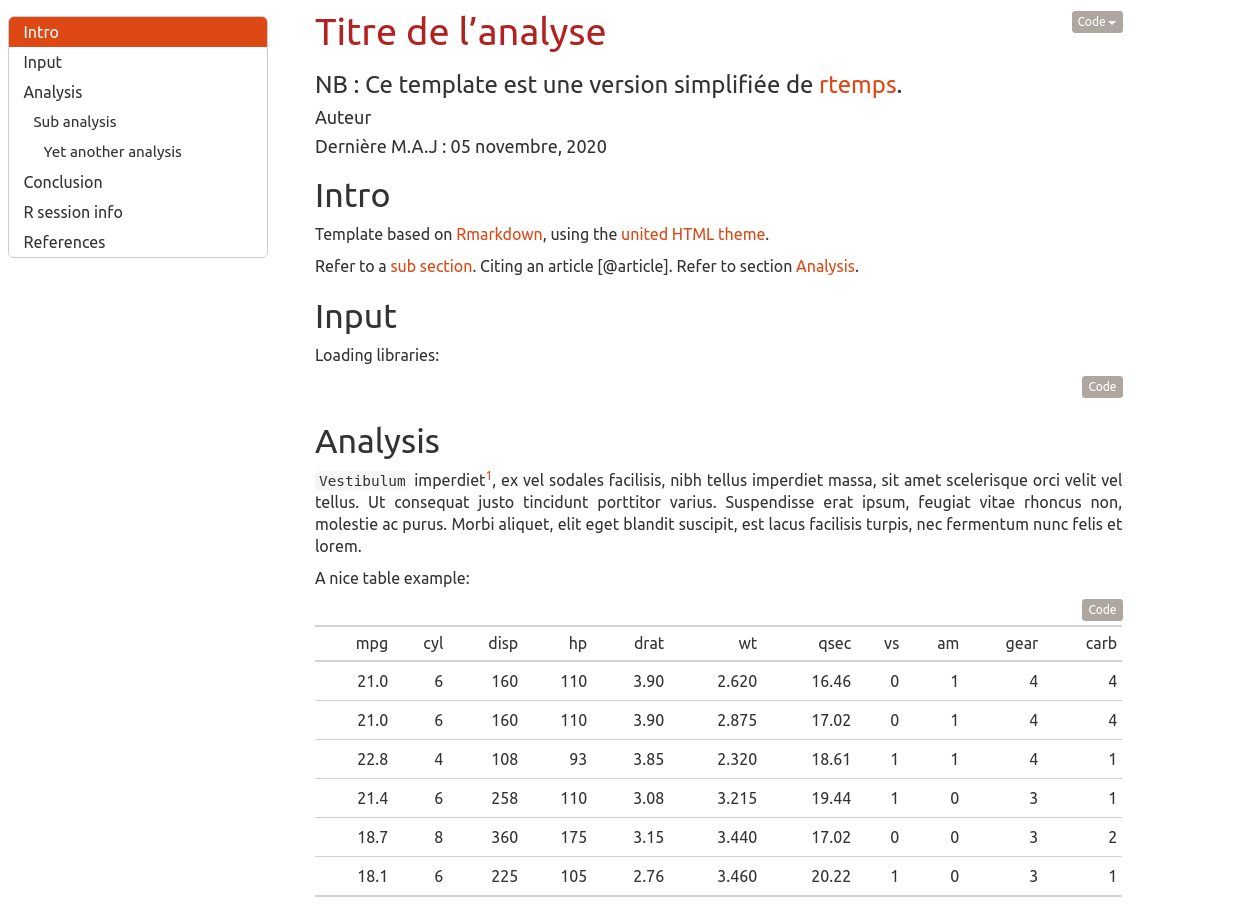 Intro
Input
Analysis
Sub analysis
Yet another analysis
Conclusion
R session info
References
Code
Titre de l’analyse
NB : Ce template est une version simplifiée de rtemps.
Auteur
Dernière M.A.J : 05 novembre, 2020
Intro
Template based on Rmarkdown, using the united HTML theme.
Refer to a sub section. Citing an article [@article]. Refer to section Analysis.
Input
Loading libraries:
Code
Analysis
Vestibulum imperdiet1, ex vel sodales facilisis, nibh tellus imperdiet massa, sit amet scelerisque orci velit vel
tellus. Ut consequat justo tincidunt porttitor varius. Suspendisse erat ipsum, feugiat vitae rhoncus non,
molestie ac purus. Morbi aliquet, elit eget blandit suscipit, est lacus facilisis turpis, nec fermentum nunc felis et
lorem.
A nice table example:
Code
mpg cyl disp hp drat wt qsec vs am gear carb
21.0 6 160 110 3.90 2.620 16.46 0 1 4 4
21.0 6 160 110 3.90 2.875 17.02 0 1 4 4
22.8 4 108 93 3.85 2.320 18.61 1 1 4 1
21.4 6 258 110 3.08 3.215 19.44 1 0 3 1
18.7 8 360 175 3.15 3.440 17.02 0 0 3 2
18.1 6 225 105 2.76 3.460 20.22 1 0 3 1